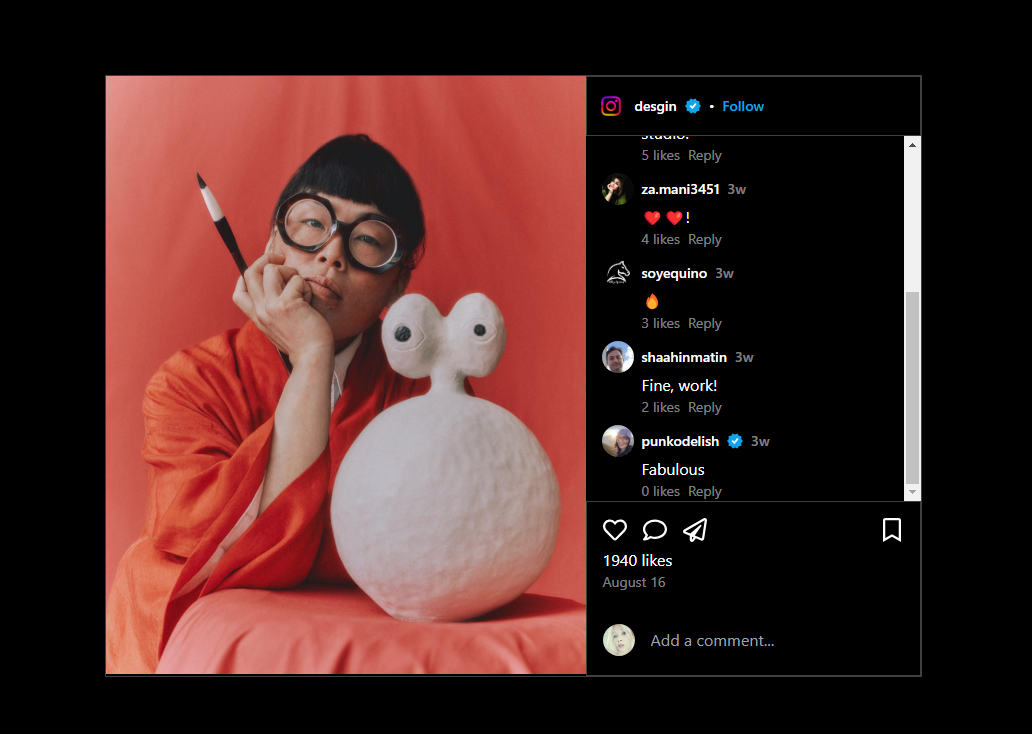 desgin • Follow
studio!
5 likes Reply
za.mani3451 3w
❤️ ❤️ !
4 likes Reply
soyequino 3w
🔥
3 likes Reply
shaahinmatin 3w
Fine, work!
2 likes Reply
punkodelish 3w
Fabulous
0 likes Reply
1940 likes
August 16
Add a comment...